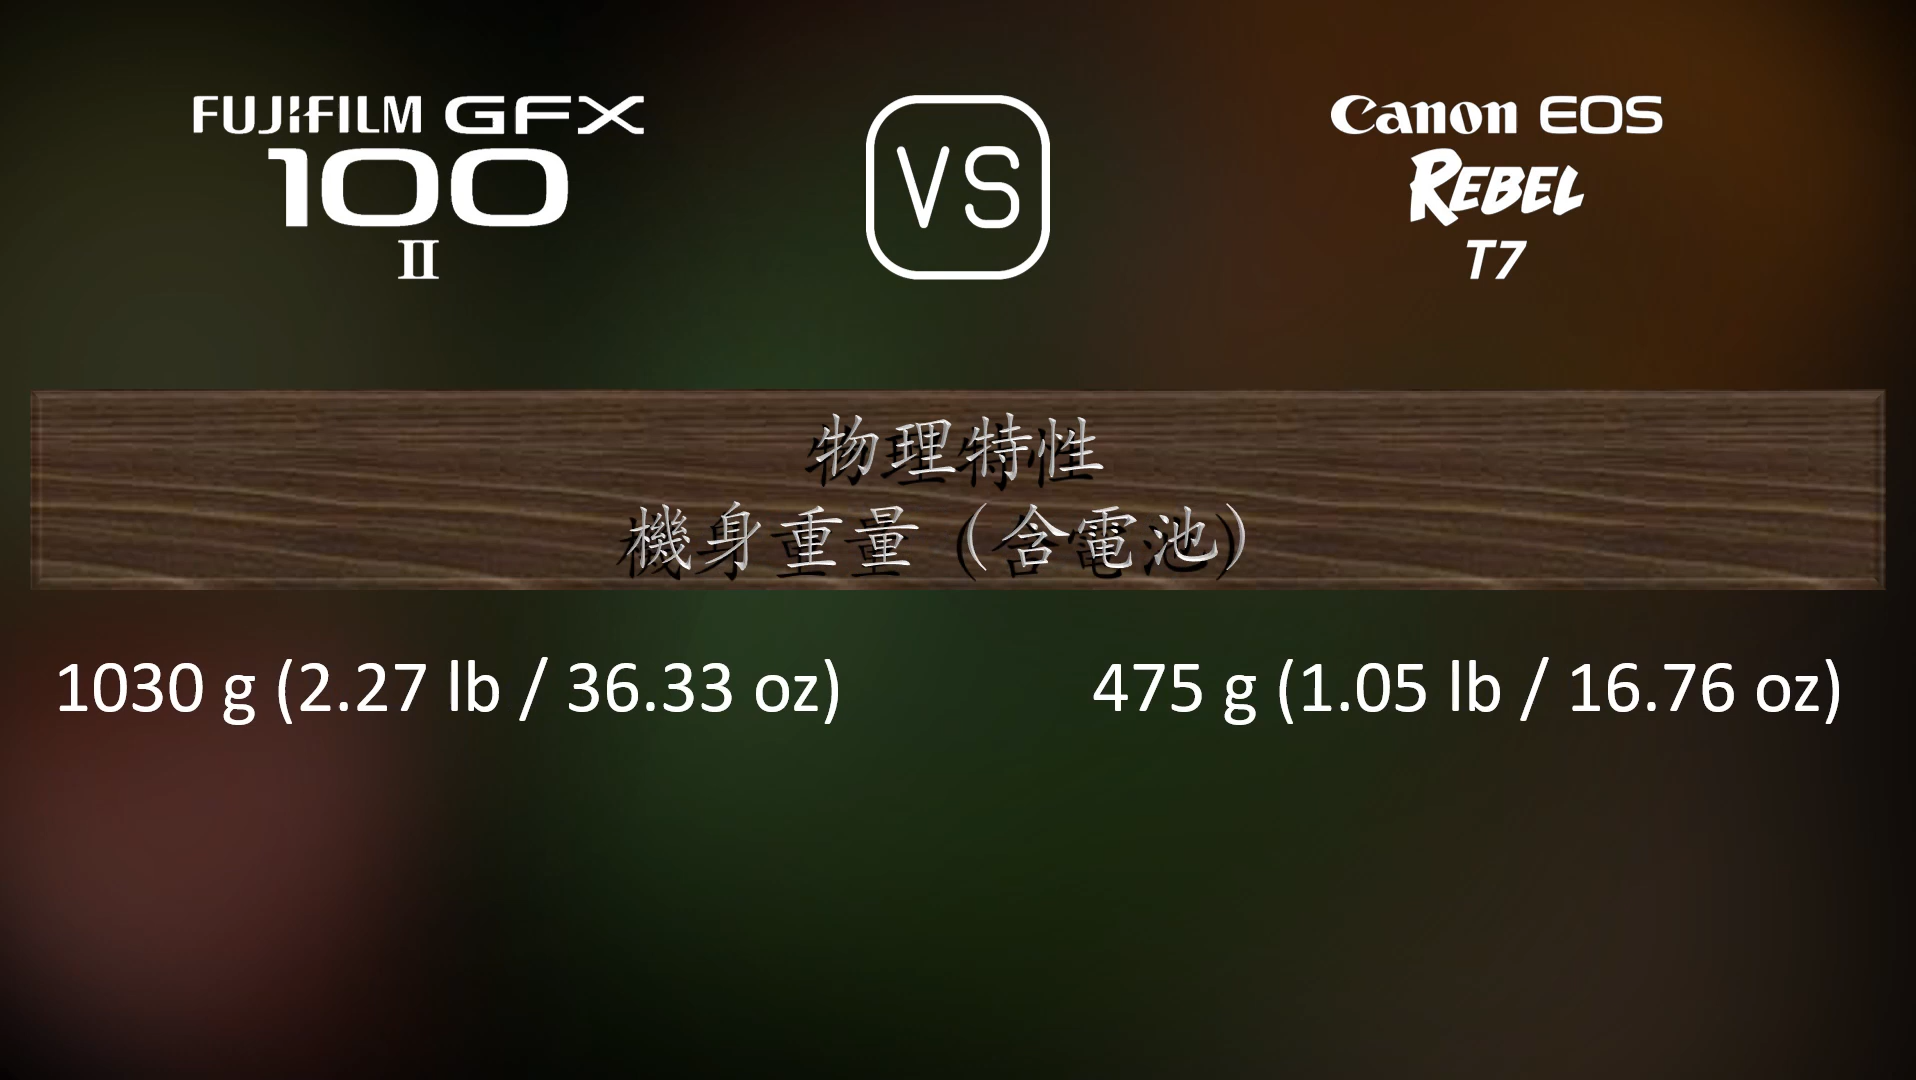 FUJIFILM GFX
100
II
VS
Canon EOS
REBEL
T7
物理特性
機身重量（含電池）
1030 g (2.27 lb / 36.33 oz)
475 g (1.05 lb / 16.76 oz)